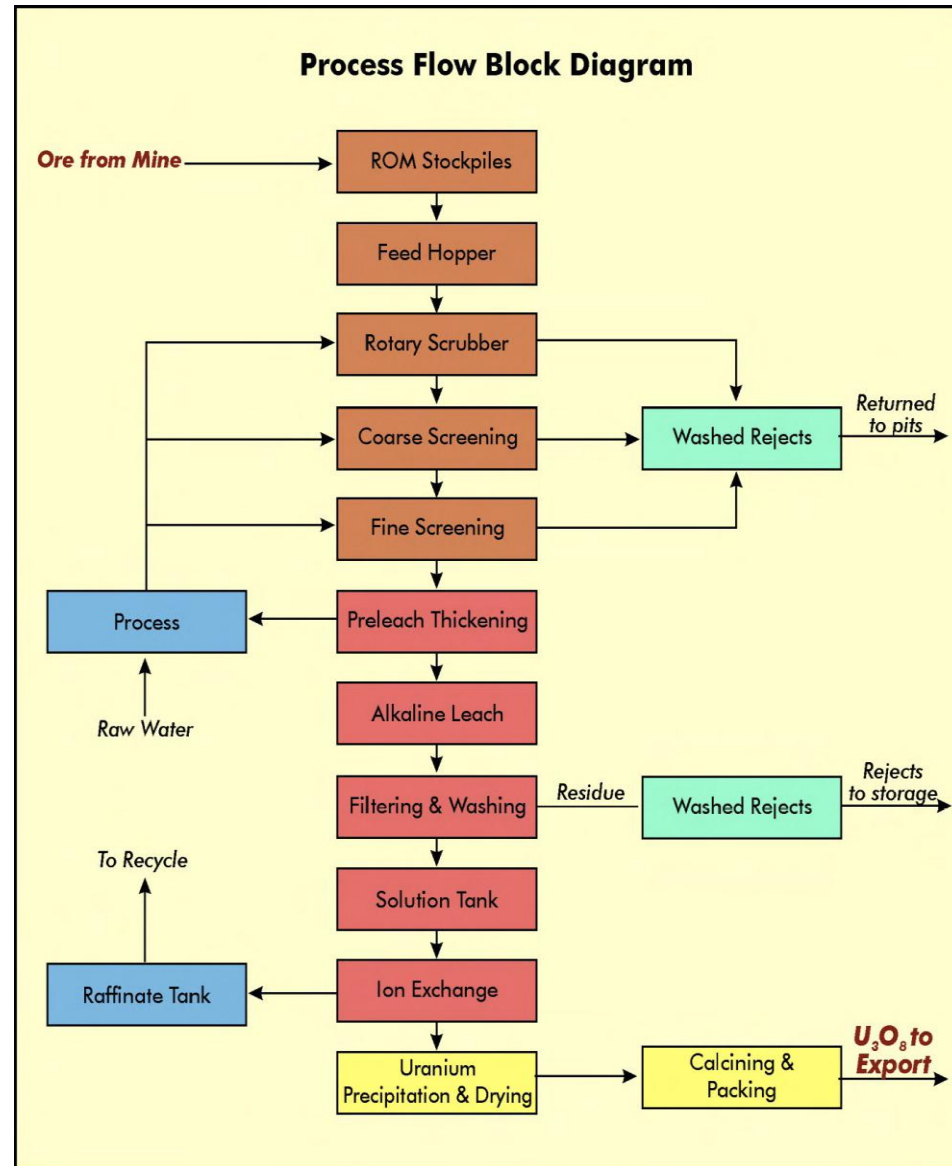 Process Flow Block Diagram
Ore from Mine
ROM Stockpiles
Feed Hopper
Rotary Scrubber
Coarse Screening
Washed Rejects
Returned
to pits
Fine Screening
Process
Preleach Thickening
Raw Water
Alkaline Leach
Filtering & Washing
Residue
Washed Rejects
Rejects
to storage
To Recycle
Solution Tank
Raffinate Tank
Ion Exchange
Uranium
Precipitation & Drying
Calcining &
Packing
U₃O₈ to
Export